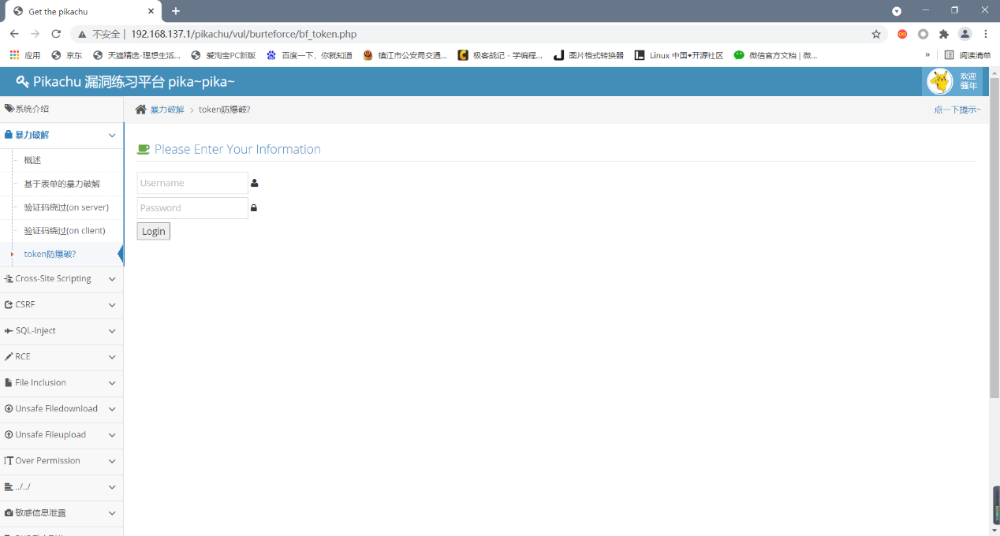 Get the pikachu
不安全 | 192.168.137.1/pikachu/vul/burteforce/bf_token.php
应用 京东 天猫精选-理想生活... 爱淘宝PC新版 百度一下，你就知道 镇江市公安局交通... 极客战记 - 学编程... 图片格式转换器 Linux 中国◆开源社区 微信官方文档 | 微... » 阅读清单
Pikachu 漏洞练习平台 pika~pika~
欢迎
骚年
系统介绍
暴力破解 > token防爆破?
点一下提示~
暴力破解
概述
基于表单的暴力破解
验证码绕过(on server)
验证码绕过(on client)
token防爆破?
Cross-Site Scripting
CSRF
SQL-Inject
RCE
File Inclusion
Unsafe Filedownload
Unsafe Fileupload
Over Permission
../../
敏感信息泄露
Please Enter Your Information
Username
Password
Login